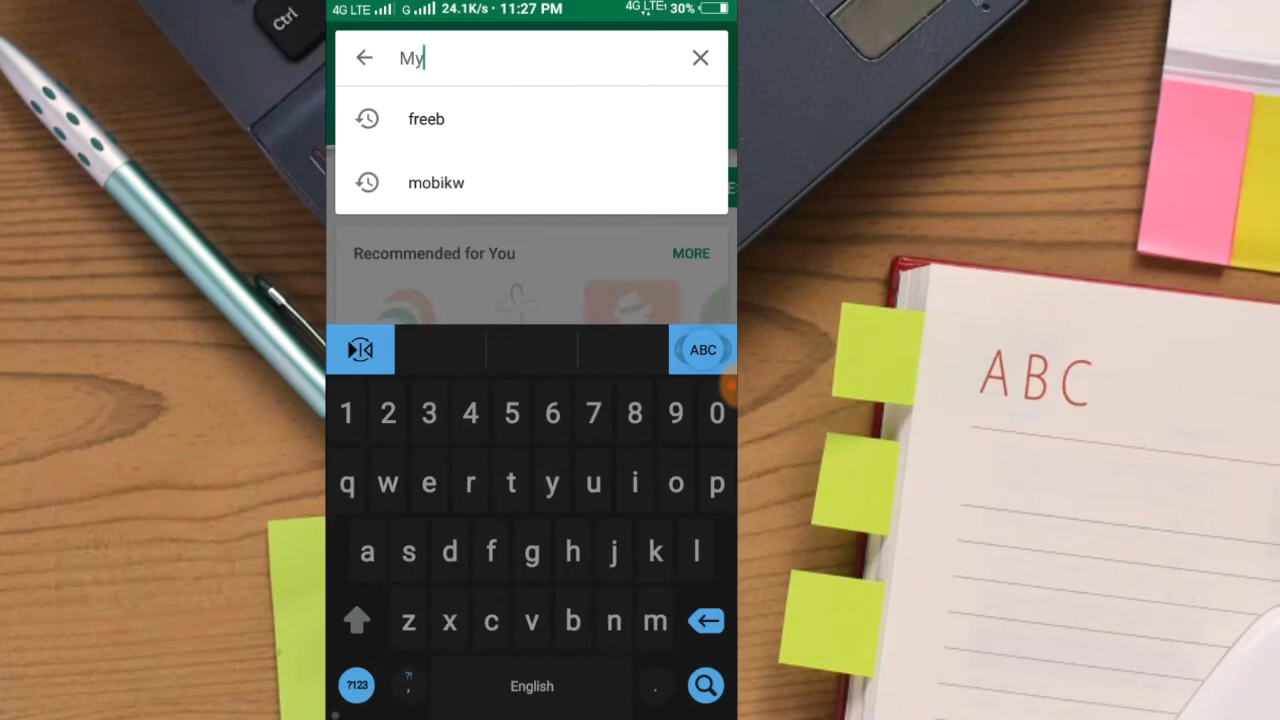 Ctrl
4G LTE G 24.1K/s · 11:27 PM 4G LTE 30%
My
freeb
mobikw
E
Recommended for You MORE
ABC
1 2 3 4 5 6 7 8 9 0
q w e r t y u i o p
a s d f g h j k l
z x c v b n m
?123 ?! , English .
ABC